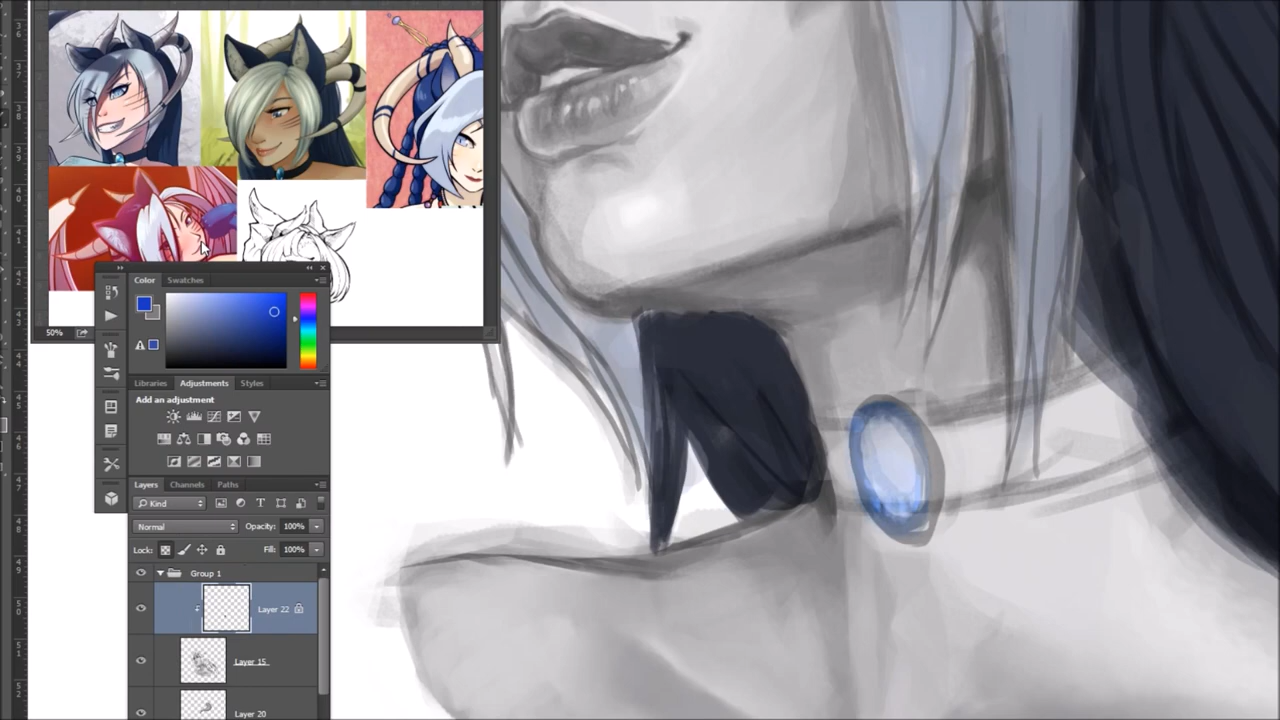 50%
Color
Swatches
Libraries
Adjustments
Styles
Add an adjustment
Layers
Channels
Paths
Kind
T
Normal
Opacity: 100%
Lock:
Fill: 100%
Group 1
Layer 22
Layer 15
Layer 20